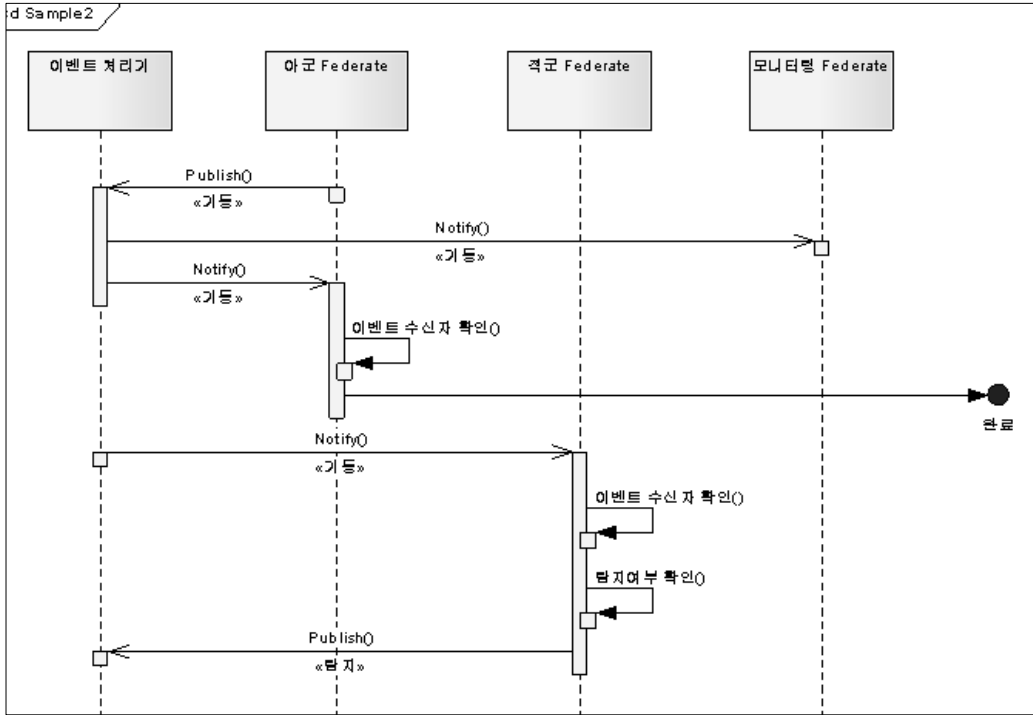 sd Sample2
이벤트 처리기
아군 Federate
적군 Federate
모니터링 Federate
Publish()
«기동»
Notify()
«기동»
Notify()
«기동»
이벤트 수신자 확인()
완료
Notify()
«기동»
이벤트 수신자 확인()
탐지여부 확인()
Publish()
«탐지»